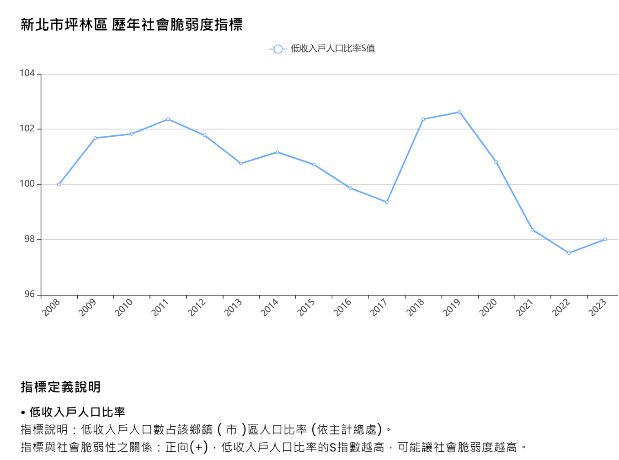 新北市坪林區 歷年社會脆弱度指標
低收入戶人口比率S值
104
102
100
98
96
2008 2009 2010 2011 2012 2013 2014 2015 2016 2017 2018 2019 2020 2021 2022 2023
指標定義說明
• 低收入戶人口比率
指標說明：低收入戶人口數占該鄉鎮 ( 市 )區人口比率 (依主計總處)。
指標與社會脆弱性之關係：正向(+)，低收入戶人口比率的S指數越高，可能讓社會脆弱度越高。